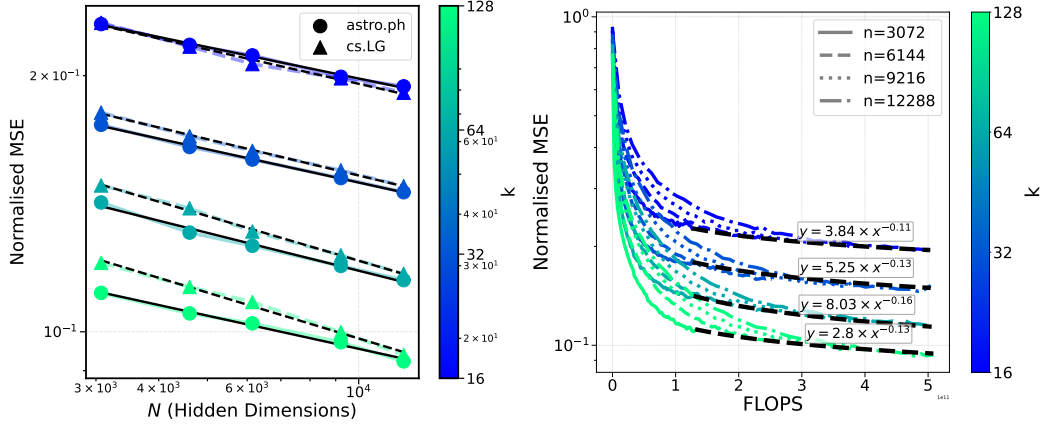 astro.ph
cs.LG
2 × 10⁻¹
10⁻¹
Normalised MSE
3 × 10³
4 × 10³
6 × 10³
10⁴
N (Hidden Dimensions)
128
64
6 × 10¹
3 × 10¹
32
3 × 10¹
2 × 10¹
16
k
n=3072
n=6144
n=9216
n=12288
10⁰
10⁻¹
Normalised MSE
y = 3.84 × x⁻⁰·¹¹
y = 5.25 × x⁻⁰·¹³
y = 8.03 × x⁻⁰·¹⁶
y = 2.8 × x⁻⁰·¹³
0
1
2
3
4
5
1e11
FLOPS
128
64
32
16
k